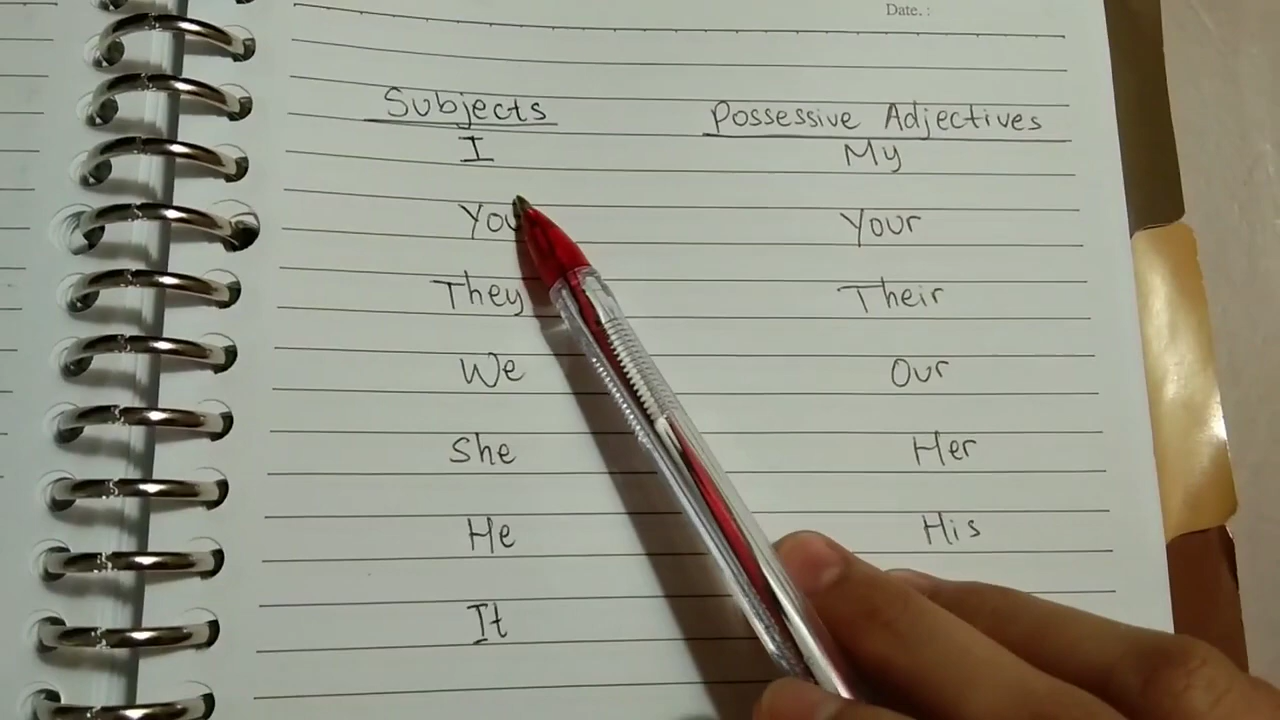 Date. :
Subjects Possessive Adjectives
I My
You Your
They Their
We Our
She Her
He His
It